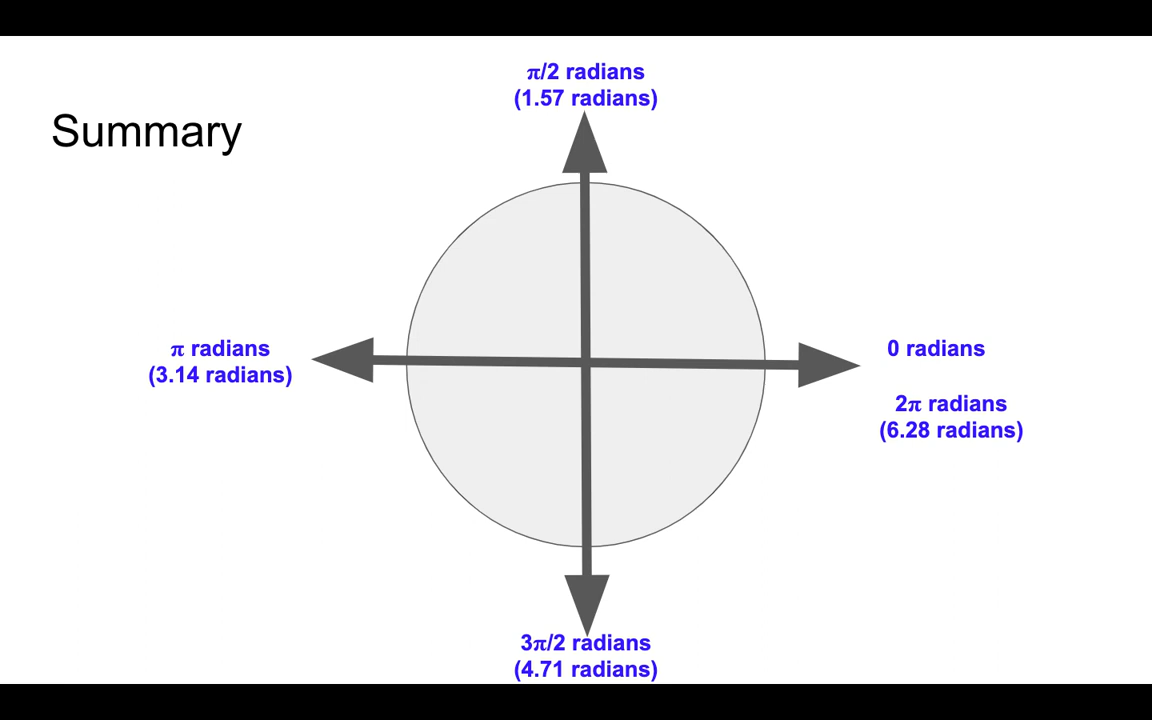 Summary
π/2 radians
(1.57 radians)
π radians
(3.14 radians)
0 radians
2π radians
(6.28 radians)
3π/2 radians
(4.71 radians)